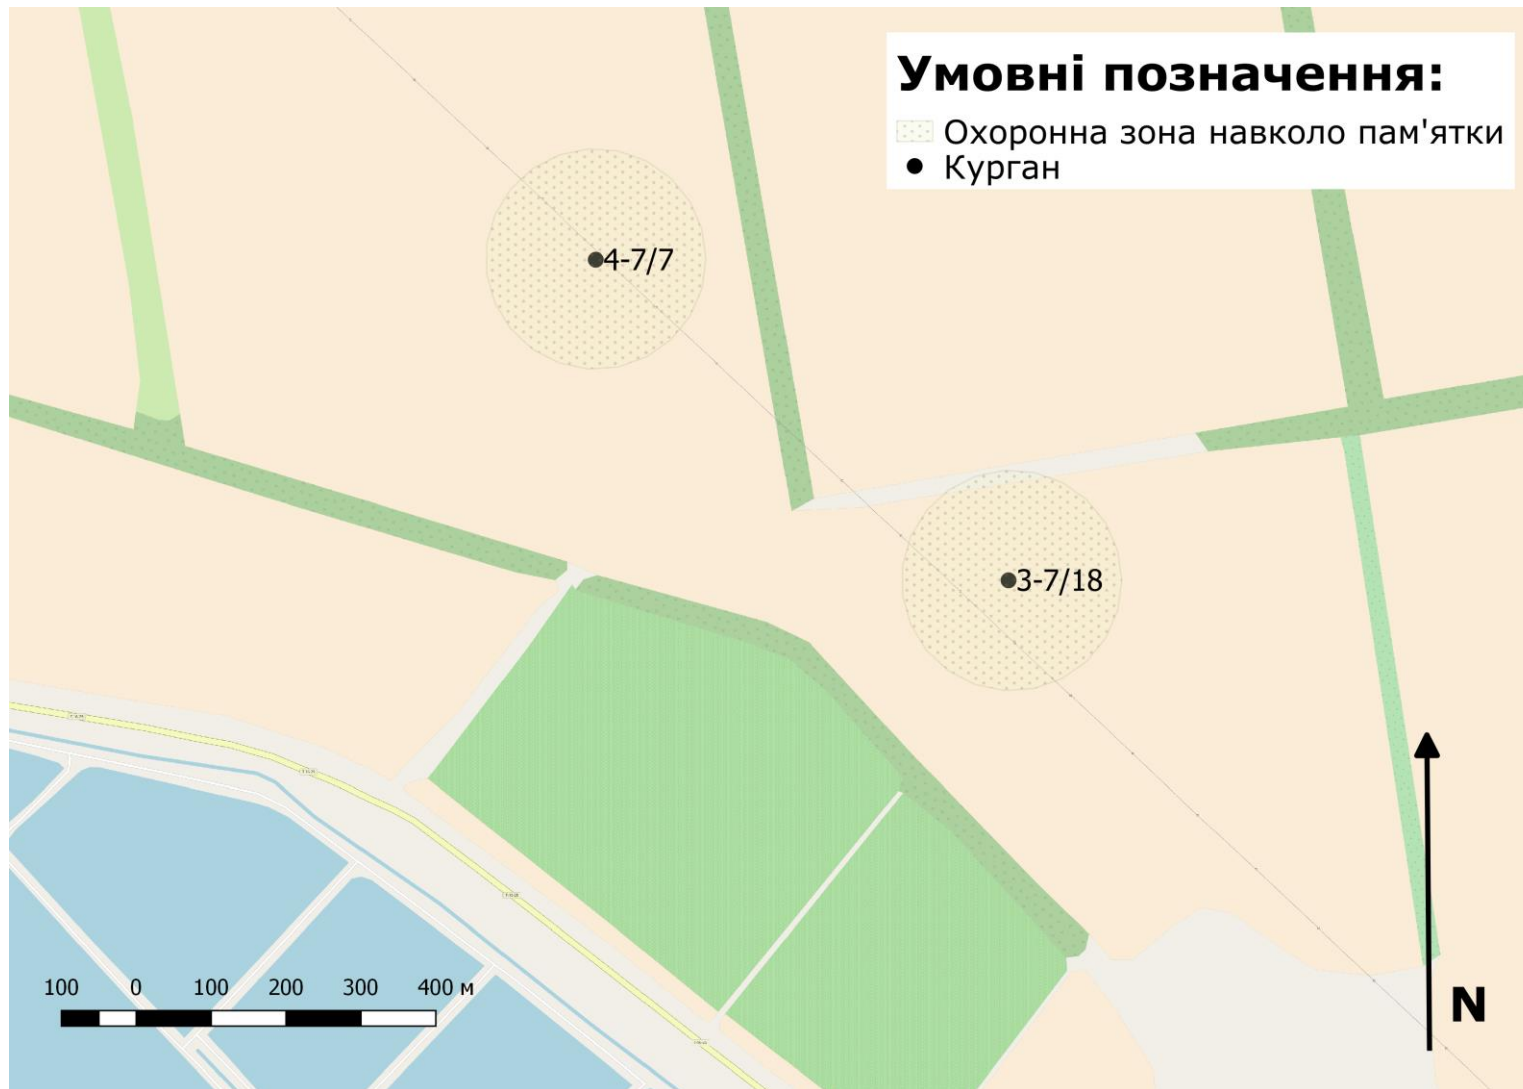 Умовні позначення:
Охоронна зона навколо пам'ятки
Курган
4-7/7
3-7/18
100 0 100 200 300 400 м
N